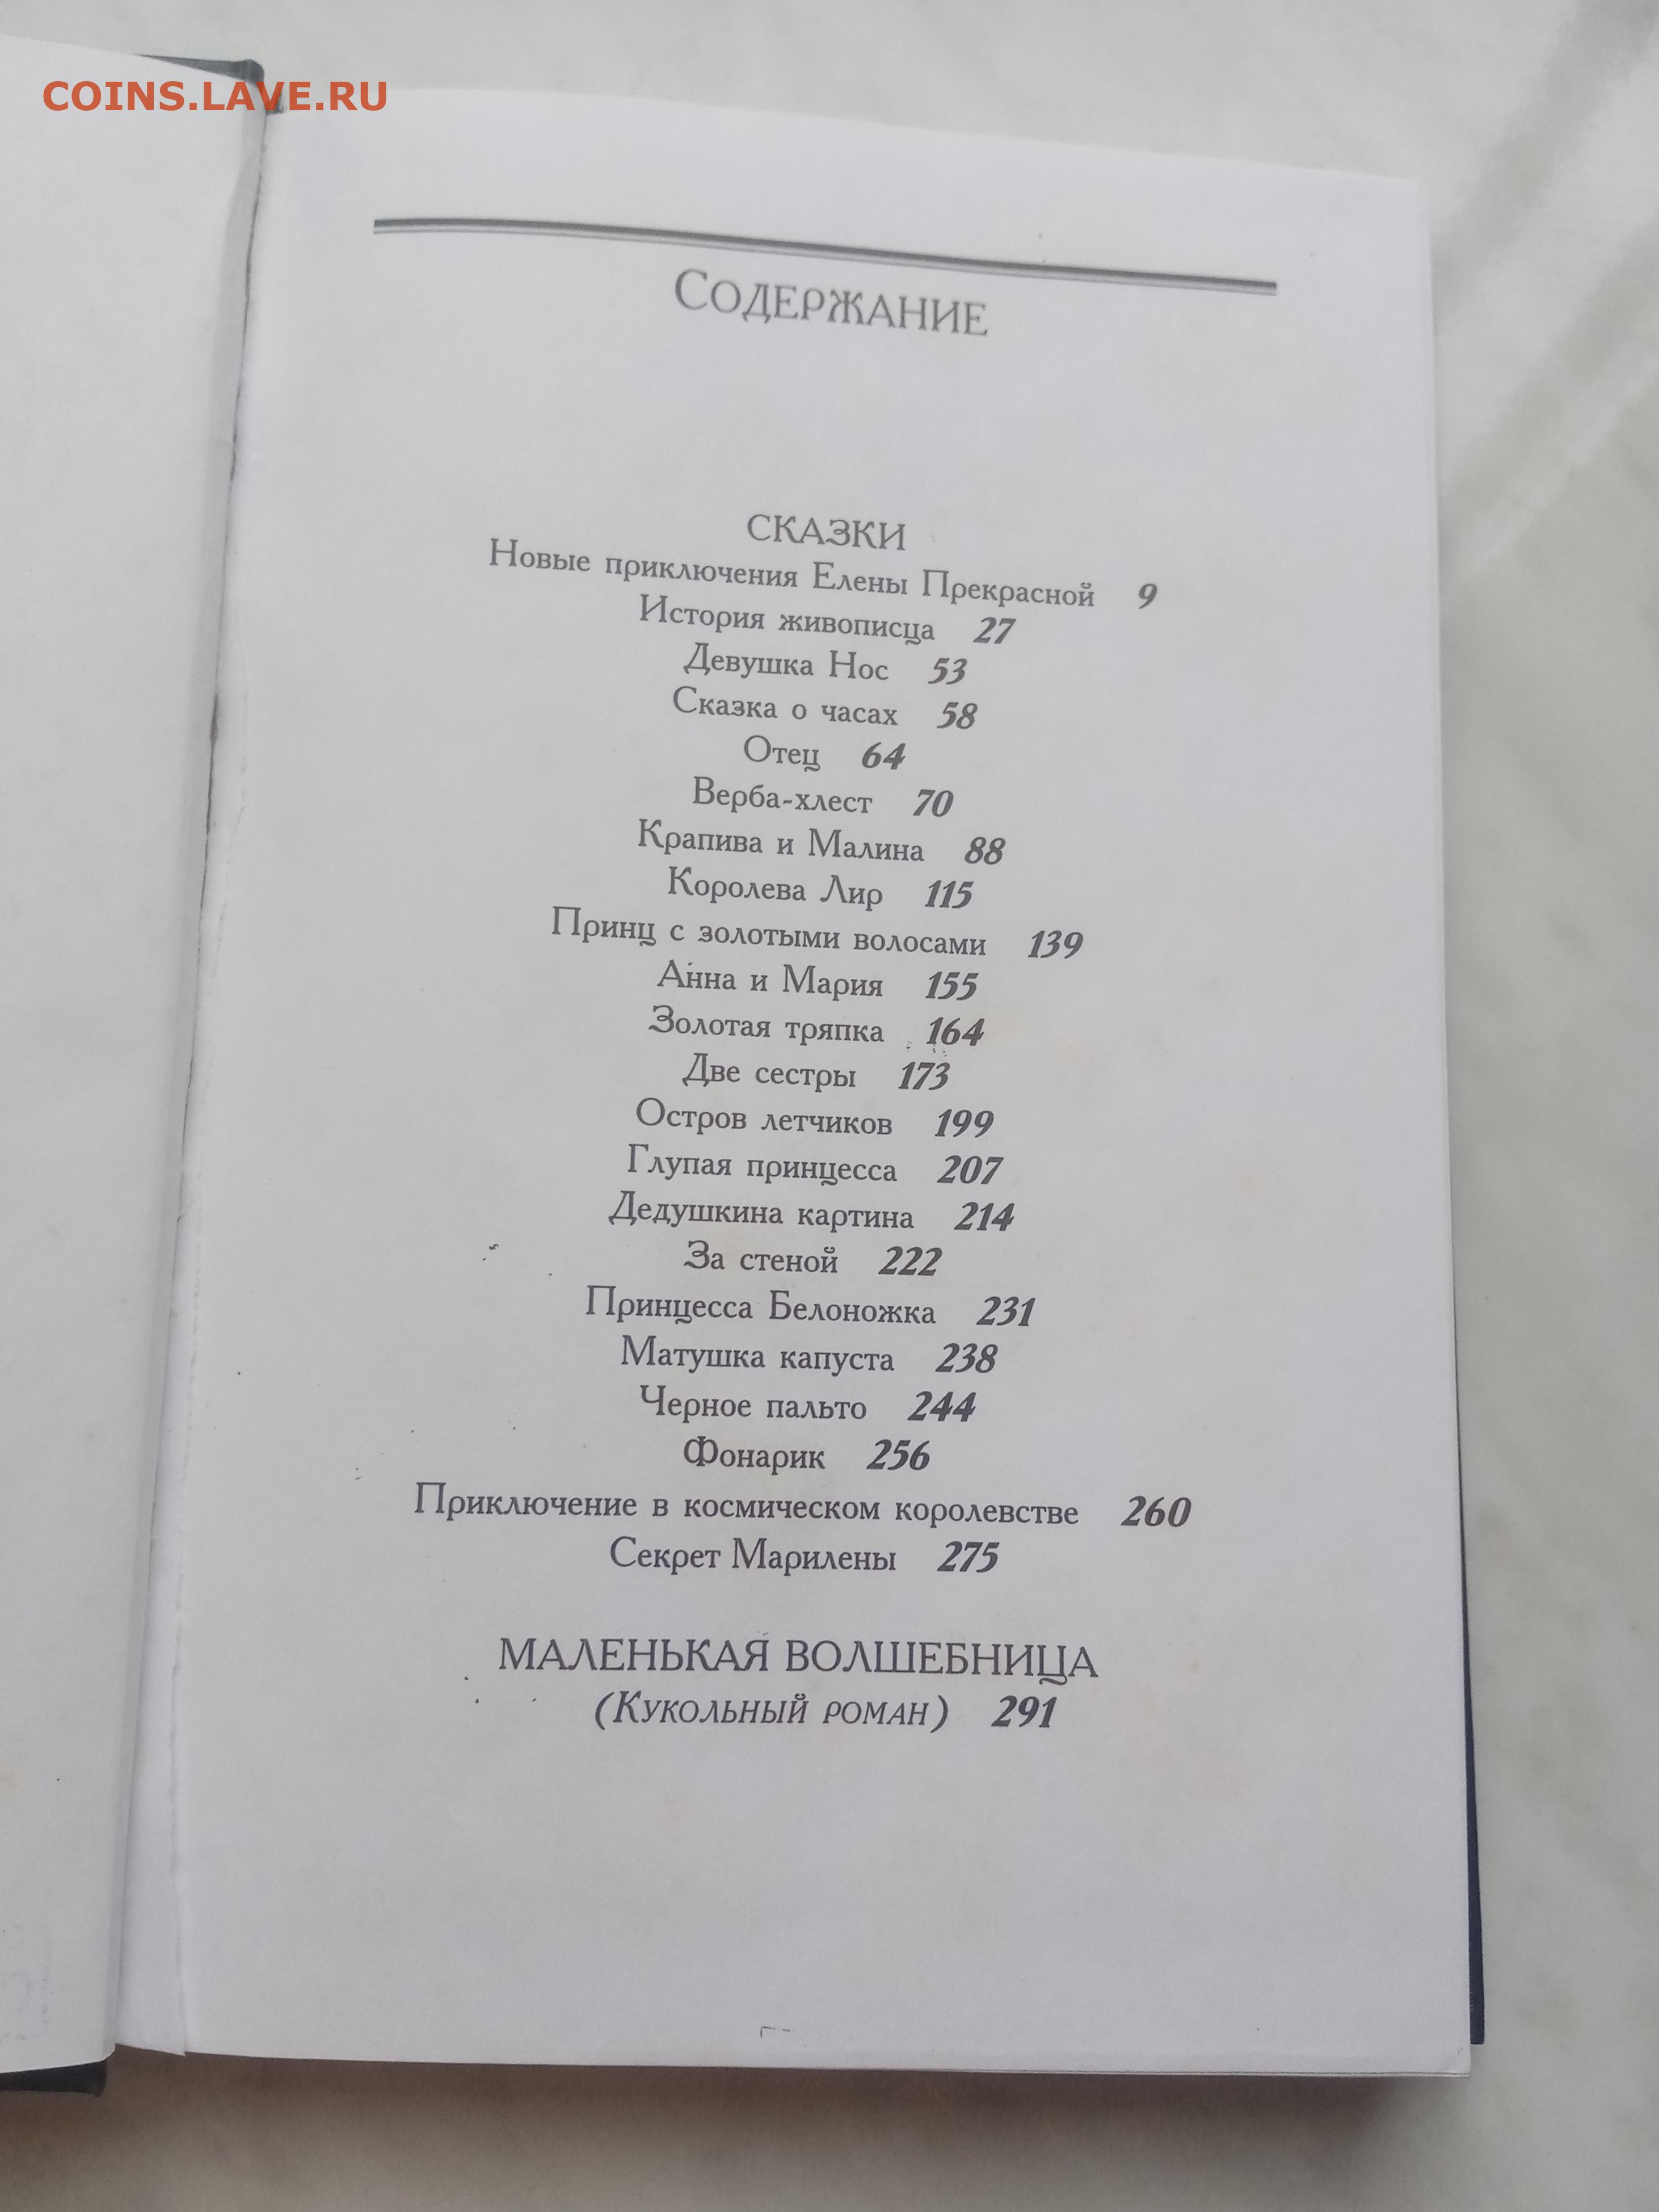 COINS.LAVE.RU
СОДЕРЖАНИЕ
СКАЗКИ
Новые приключения Елены Прекрасной 9
История живописца 27
Девушка Нос 53
Сказка о часах 58
Отец 64
Верба-хлест 70
Крапива и Малина 88
Королева Лир 115
Принц с золотыми волосами 139
Анна и Мария 155
Золотая тряпка 164
Две сестры 173
Остров летчиков 199
Глупая принцесса 207
Дедушкина картина 214
За стеной 222
Принцесса Белоножка 231
Матушка капуста 238
Черное пальто 244
Фонарик 256
Приключение в космическом королевстве 260
Секрет Марилены 275
МАЛЕНЬКАЯ ВОЛШЕБНИЦА
(КУКОЛЬНЫЙ РОМАН) 291